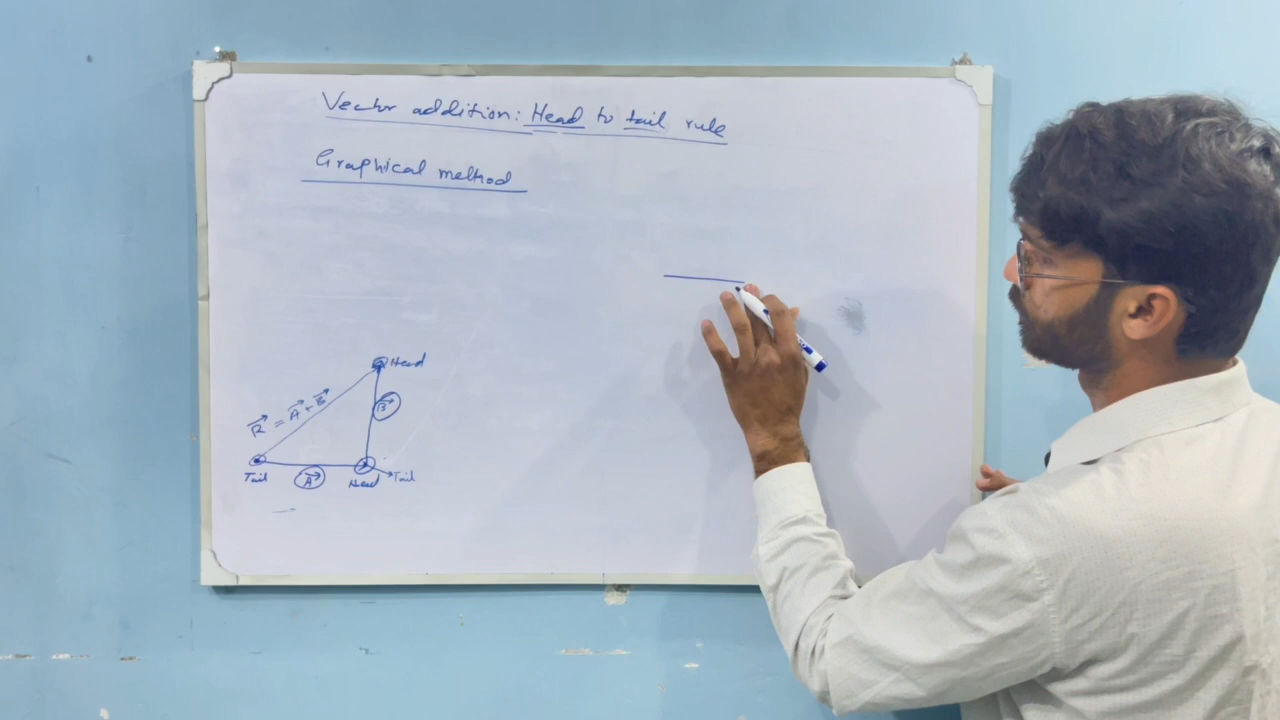 Vector addition: Head to tail rule
Graphical method
Head
R = A + B
B
Tail
A
Head
Tail